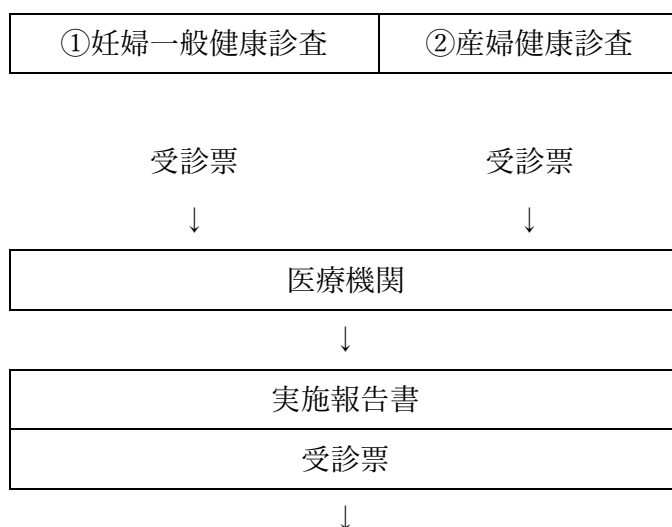 ①妊婦一般健康診査 ②産婦健康診査
受診票 受診票
↓ ↓
医療機関
↓
実施報告書
受診票
↓